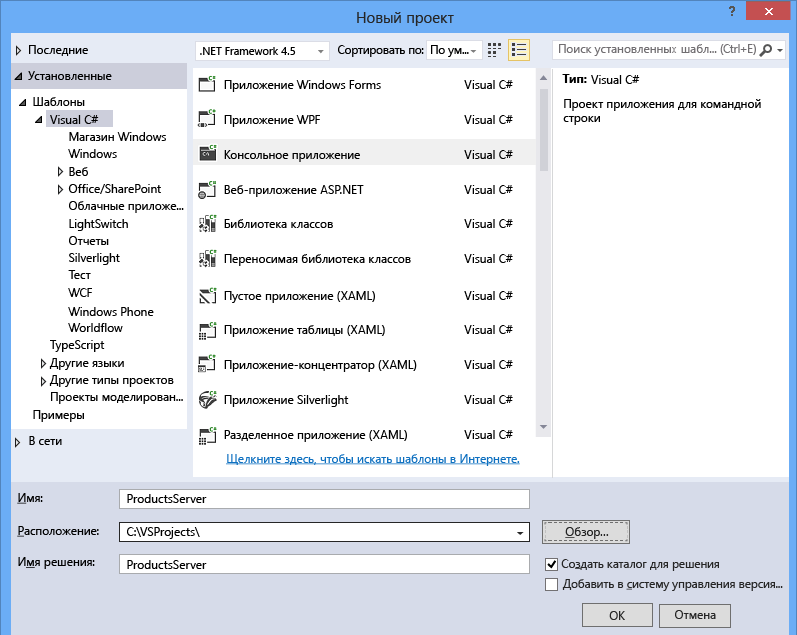 Новый проект
?
Последние
.NET Framework 4.5
Сортировать по:
По ум...
Поиск установленных шабл... (Ctrl+E)
Установленные
Шаблоны
Visual C#
Магазин Windows
Windows
Веб
Office/SharePoint
Облачные приложе...
LightSwitch
Отчеты
Silverlight
Тест
WCF
Windows Phone
Worldflow
TypeScript
Другие языки
Другие типы проектов
Проекты моделирован...
Примеры
В сети
Приложение Windows Forms Visual C#
Приложение WPF Visual C#
Консольное приложение Visual C#
Веб-приложение ASP.NET Visual C#
Библиотека классов Visual C#
Переносимая библиотека классов Visual C#
Пустое приложение (XAML) Visual C#
Приложение таблицы (XAML) Visual C#
Приложение-концентратор (XAML) Visual C#
Приложение Silverlight Visual C#
Разделенное приложение (XAML) Visual C#
Щелкните здесь, чтобы искать шаблоны в Интернете.
Тип: Visual C#
Проект приложения для командной
строки
Имя: ProductsServer
Расположение: C:\VSProjects\
Обзор...
Имя решения: ProductsServer
Создать каталог для решения
Добавить в систему управления версия...
OK
Отмена